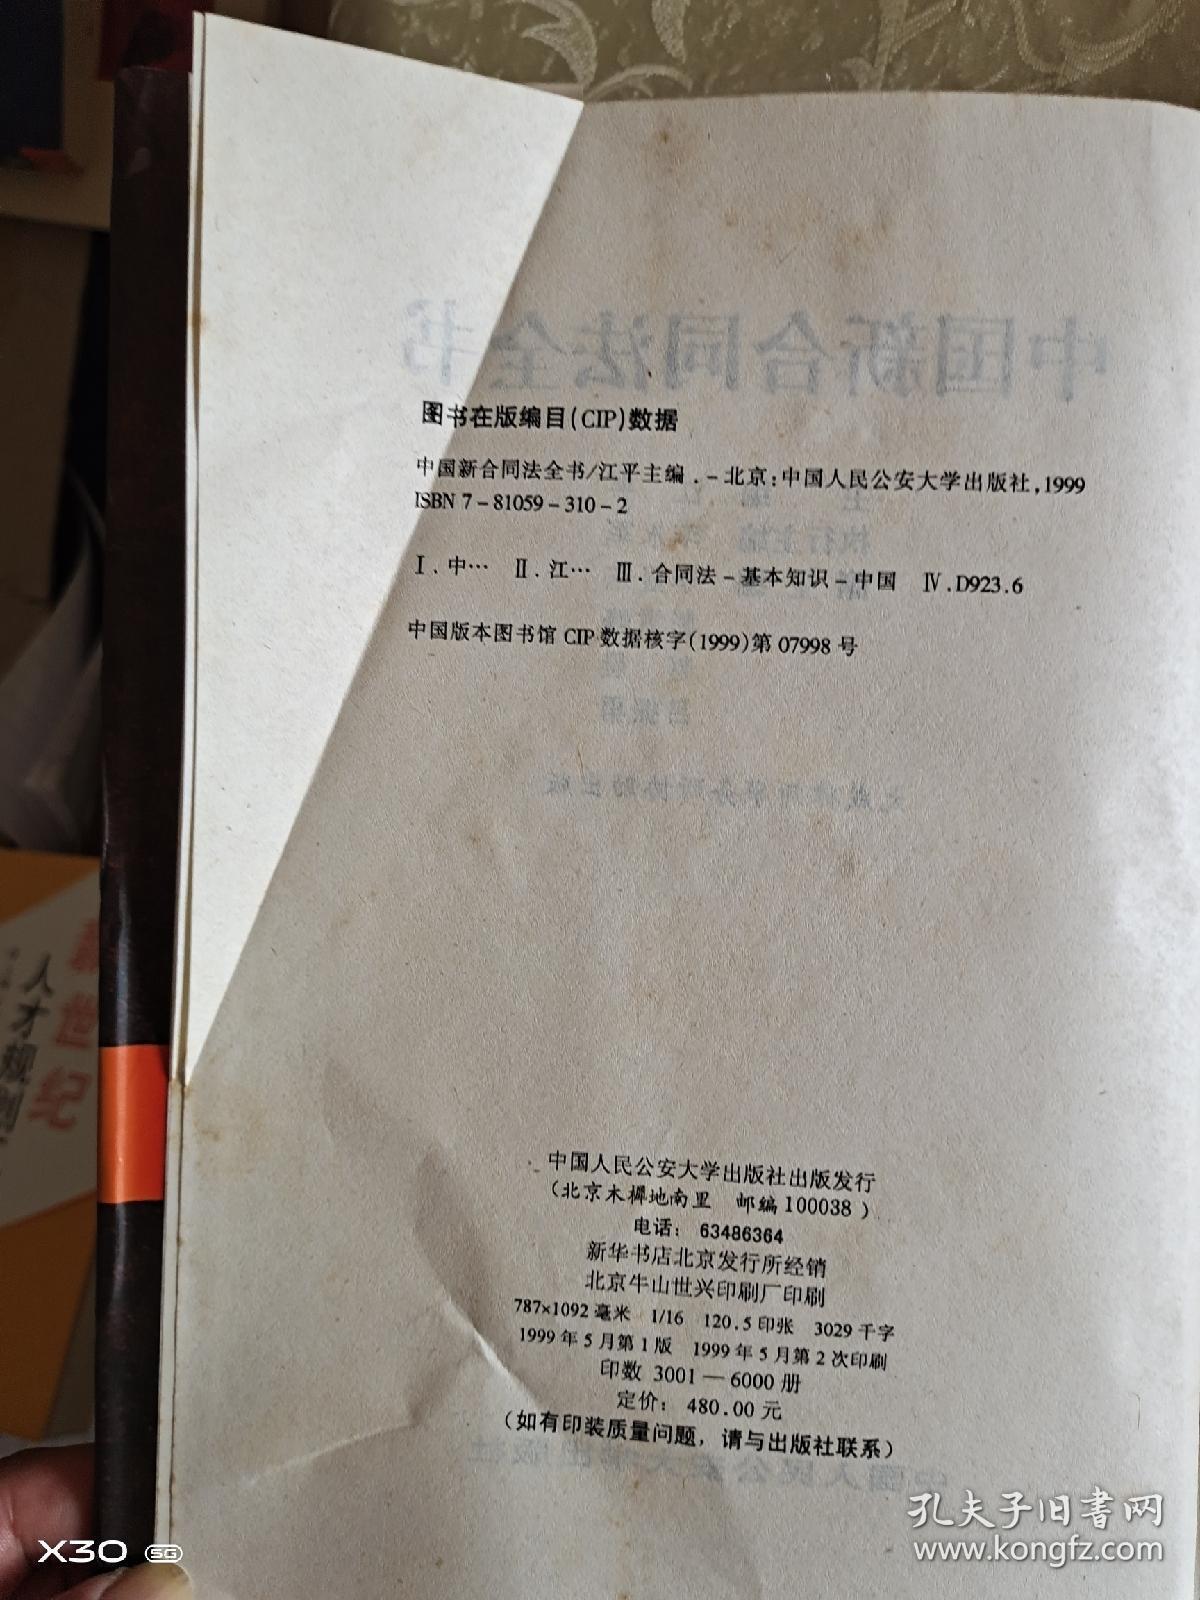 中国新合同法全书
图书在版编目(CIP)数据
中国新合同法全书/江平主编.-北京:中国人民公安大学出版社,1999
ISBN 7-81059-310-2
Ⅰ.中… Ⅱ.江… Ⅲ.合同法-基本知识-中国 Ⅳ.D923.6
中国版本图书馆CIP数据核字(1999)第07998号
中国人民公安大学出版社出版发行
(北京木樨地南里 邮编100038)
电话: 63486364
新华书店北京发行所经销
北京牛山世兴印刷厂印刷
787×1092毫米 1/16 120.5印张 3029千字
1999年5月第1版 1999年5月第2次印刷
印数 3001—6000册
定价: 480.00元
(如有印装质量问题,请与出版社联系)
新世纪
人才规划
X30 5G
孔夫子旧书网
www.kongfz.com